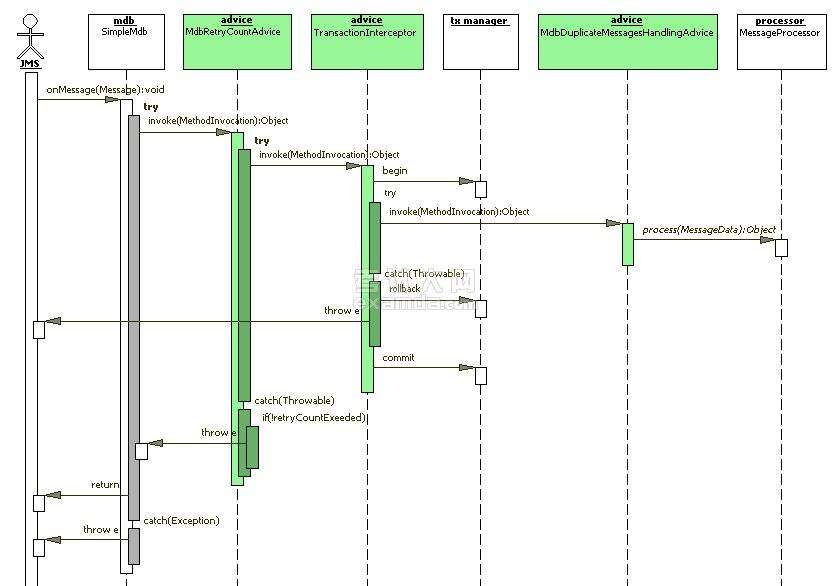 mdb
SimpleMdb
advice
MdbRetryCountAdvice
advice
TransactionInterceptor
tx manager
advice
MdbDuplicateMessagesHandlingAdvice
processor
MessageProcessor
JMS
onMessage(Message):void
try
invoke(MethodInvocation):Object
try
invoke(MethodInvocation):Object
begin
try
invoke(MethodInvocation):Object
process(MessageData):Object
catch(Throwable)
rollback
throw e
commit
catch(Throwable)
if(!retryCountExeeded)
throw e
return
catch(Exception)
throw e